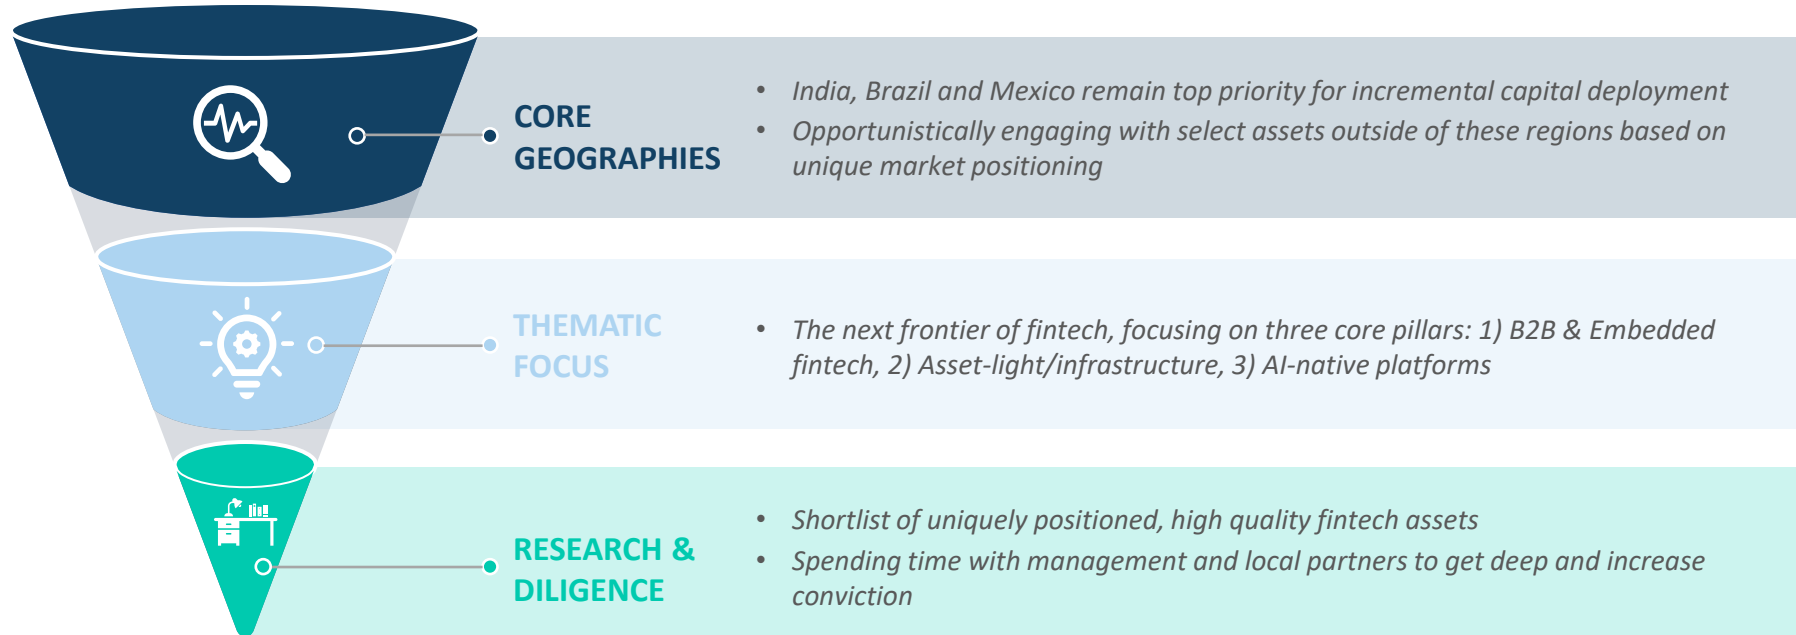 CORE
GEOGRAPHIES
• India, Brazil and Mexico remain top priority for incremental capital deployment
• Opportunistically engaging with select assets outside of these regions based on
unique market positioning
THEMATIC
FOCUS
• The next frontier of fintech, focusing on three core pillars: 1) B2B & Embedded
fintech, 2) Asset-light/infrastructure, 3) AI-native platforms
RESEARCH &
DILIGENCE
• Shortlist of uniquely positioned, high quality fintech assets
• Spending time with management and local partners to get deep and increase
conviction